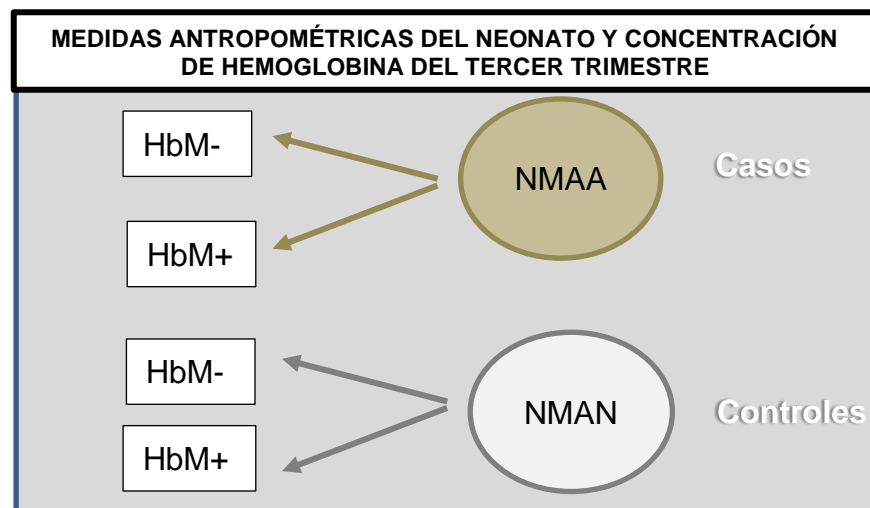 MEDIDAS ANTROPOMÉTRICAS DEL NEONATO Y CONCENTRACIÓN
DE HEMOGLOBINA DEL TERCER TRIMESTRE
HbM-
NMAA
Casos
HbM+
HbM-
NMAN
Controles
HbM+